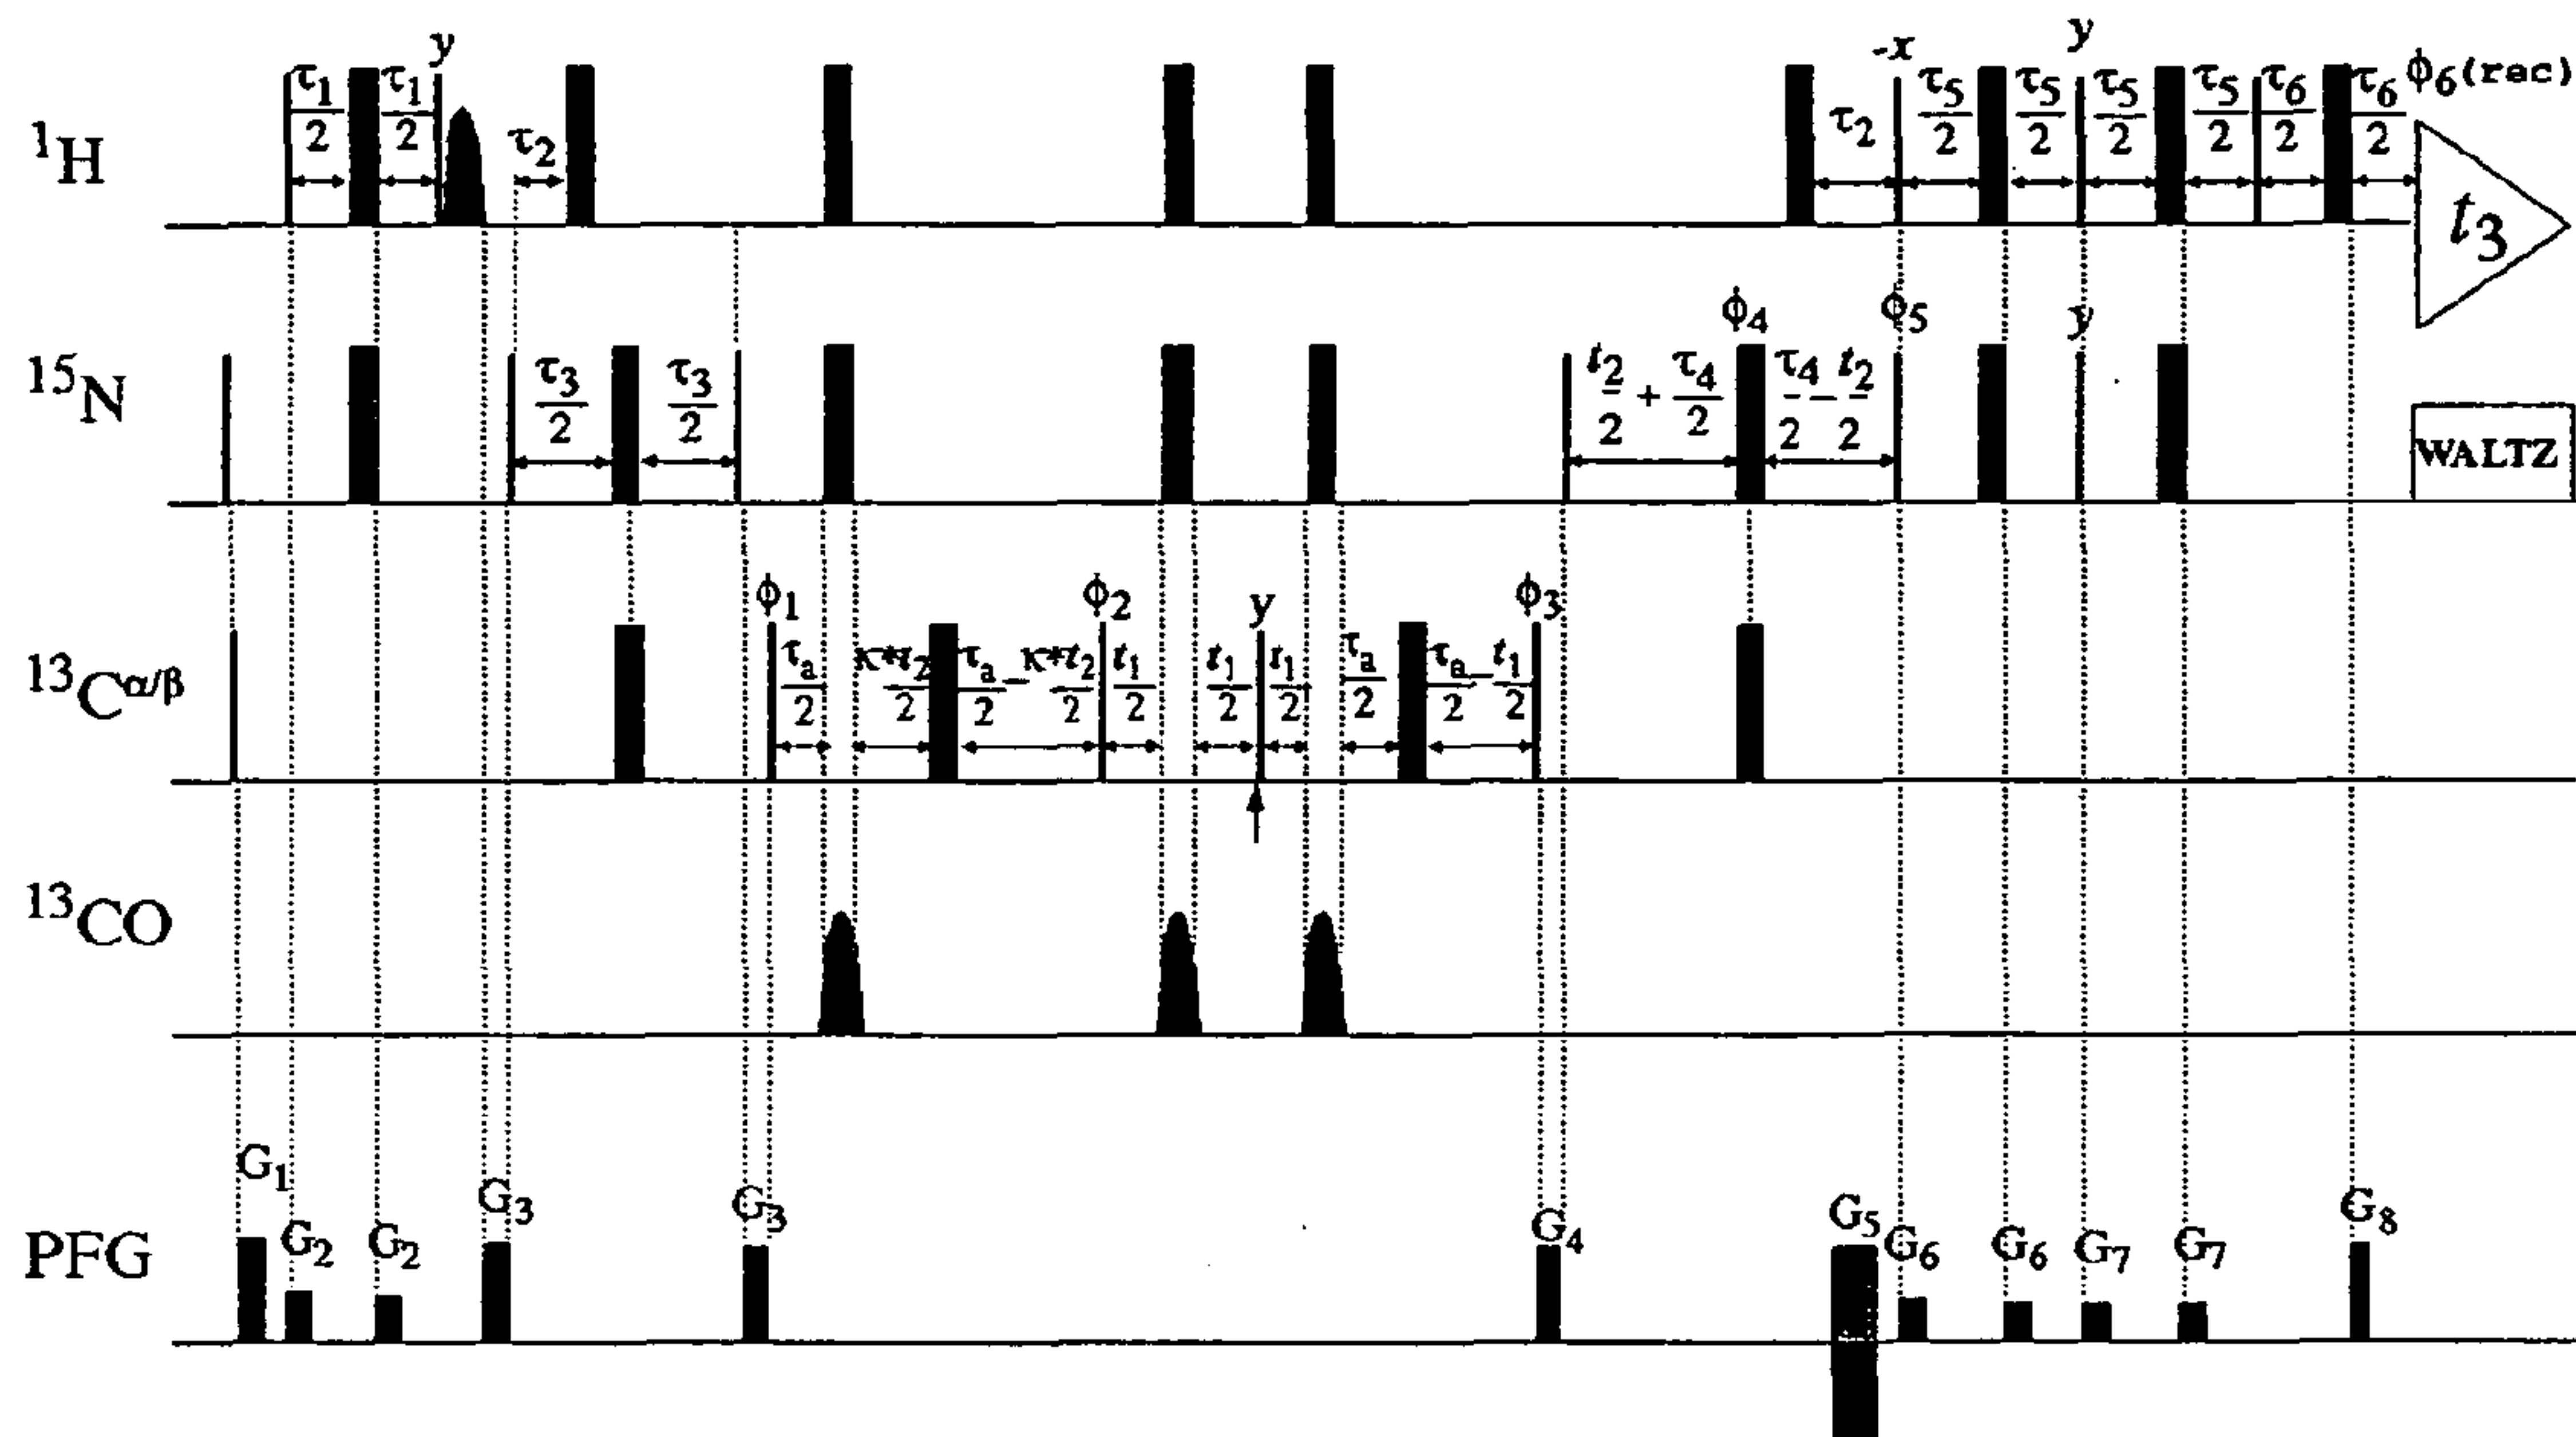 y -x y
¹H τ₁/2 τ₁/2 τ₂ τ₂ τ₅/2 τ₅/2 τ₅/2 τ₅/2 τ₆/2 τ₆/2 ϕ₆(rec)
t₃
ϕ₄ ϕ₅ y
¹⁵N τ₃/2 τ₃/2 t₂/2 + τ₄/2 τ₄/2 - t₂/2
WALTZ
ϕ₁ ϕ₂ y ϕ₃
¹³Cα/β τₐ/2 κ*t₂/2 τₐ/2 - κ*t₂/2 t₁/2 t₁/2 t₁/2 τₐ/2 τₐ/2 - t₁/2
¹³CO
PFG G₁ G₂ G₂ G₃ G₃ G₄ G₅ G₆ G₆ G₇ G₇ G₈